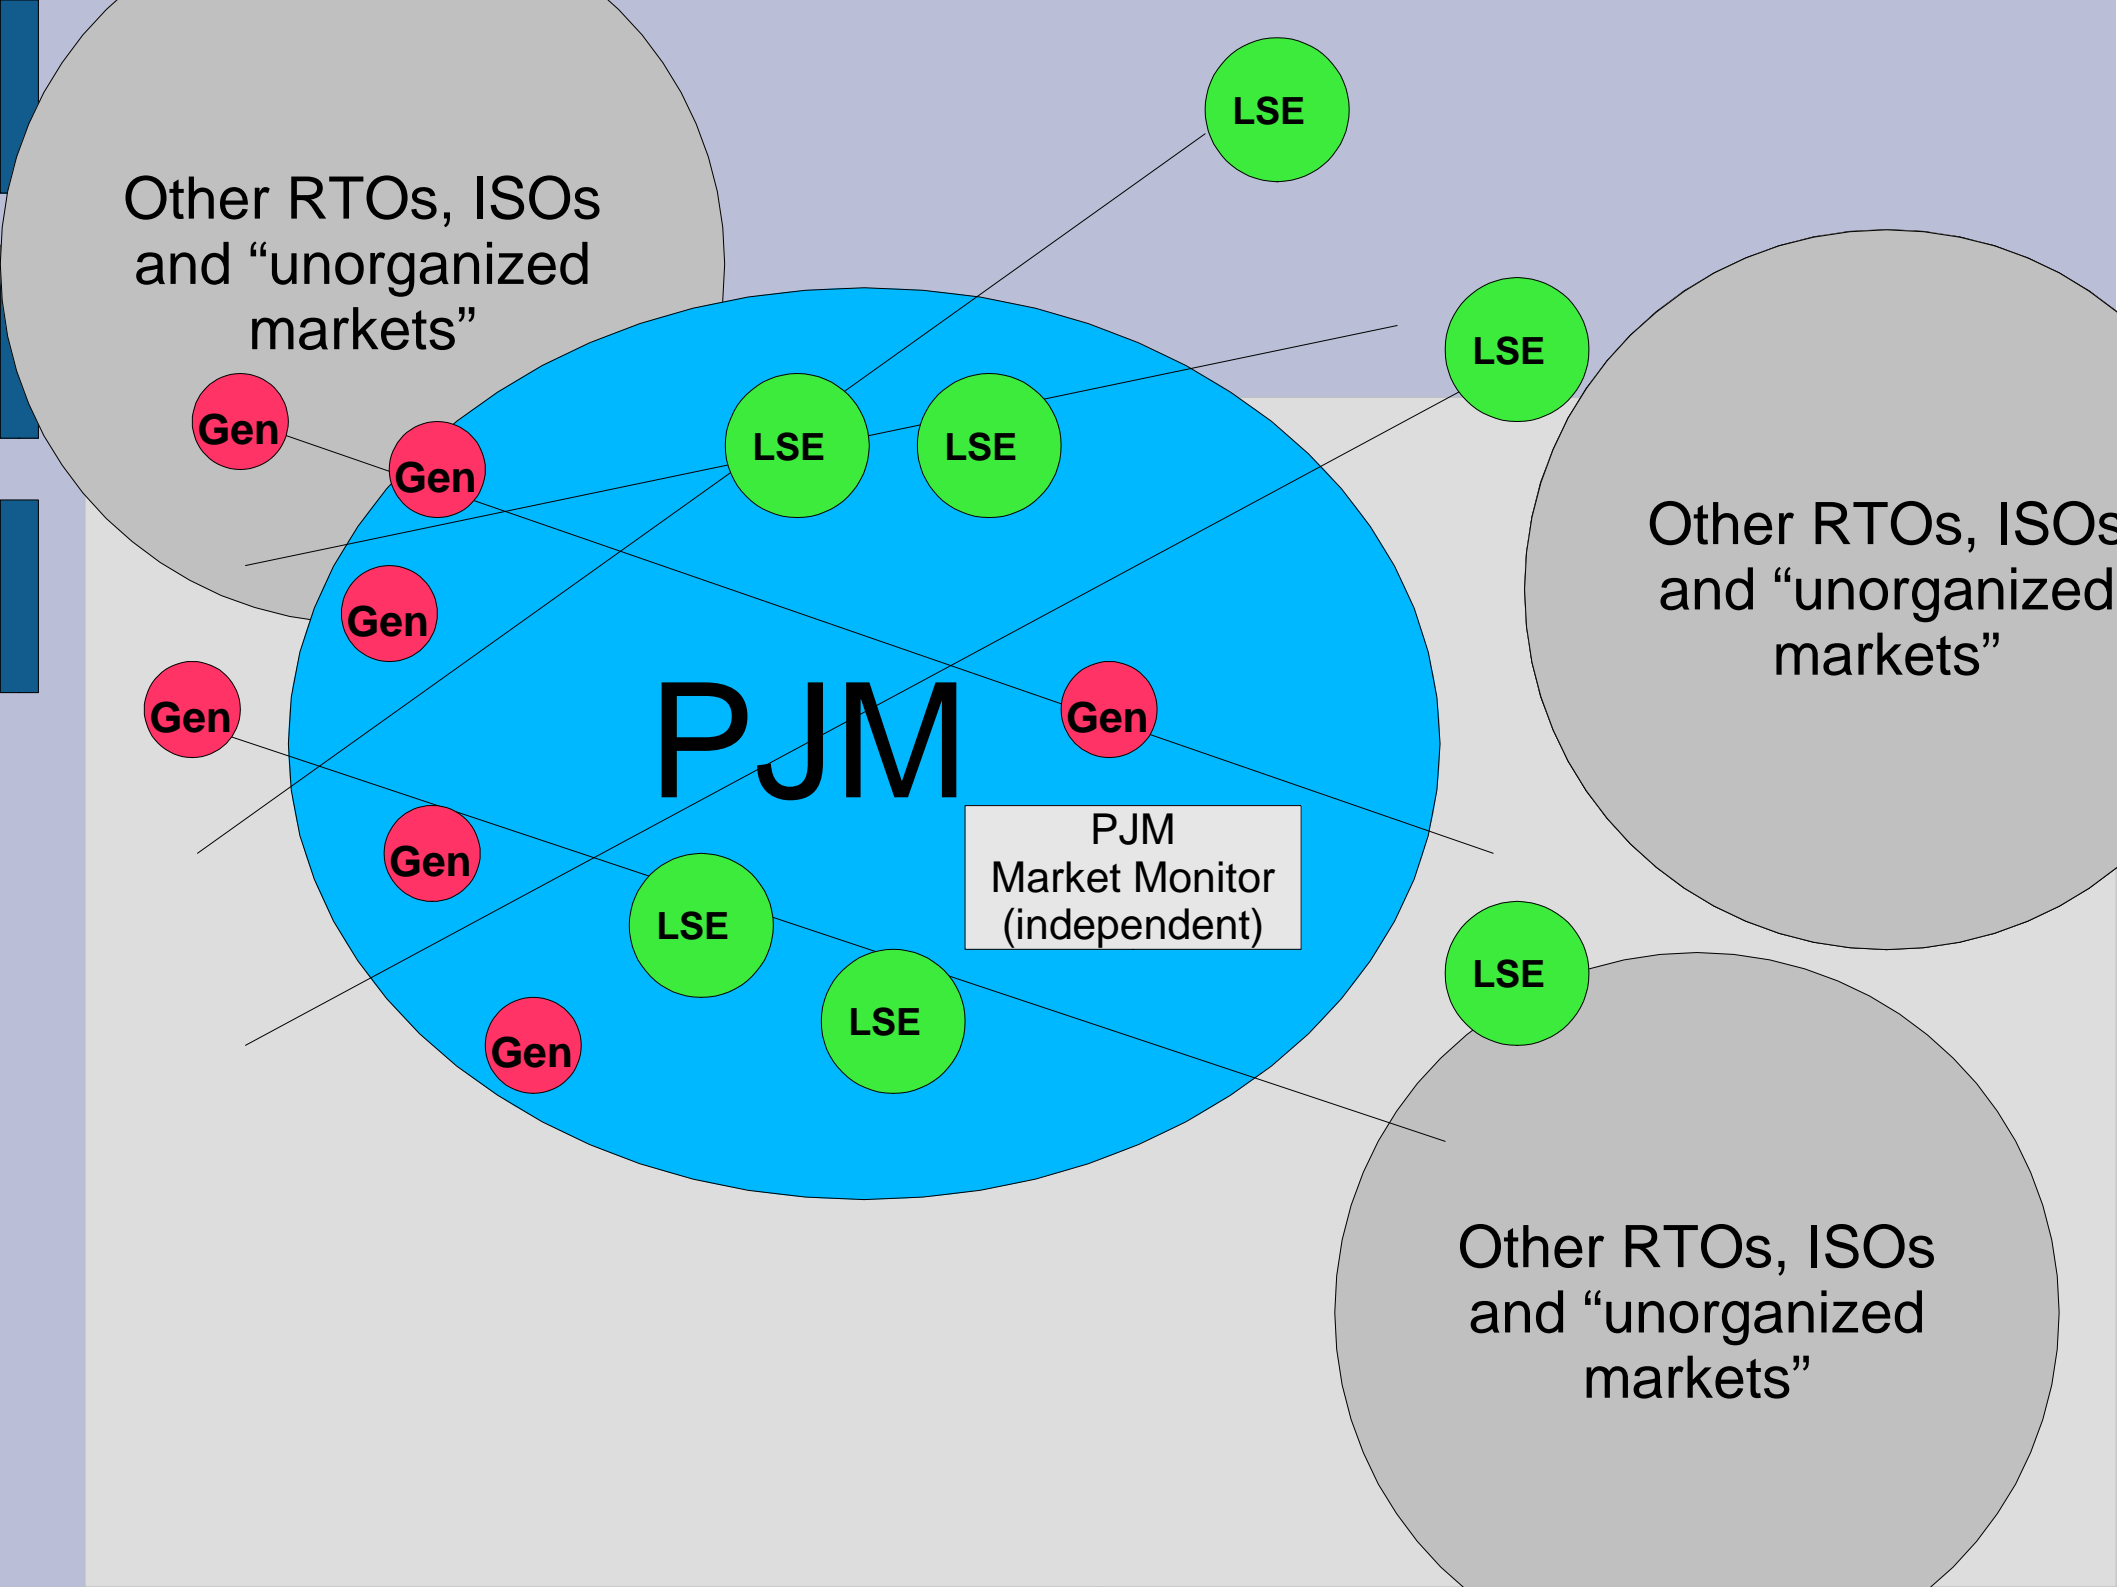 LSE
Other RTOs, ISOs
and “unorganized
markets”
LSE
Gen
Gen
LSE
LSE
Other RTOs, ISOs
and “unorganized
markets”
Gen
Gen
PJM
Gen
PJM
Market Monitor
(independent)
Gen
LSE
LSE
LSE
Gen
Other RTOs, ISOs
and “unorganized
markets”